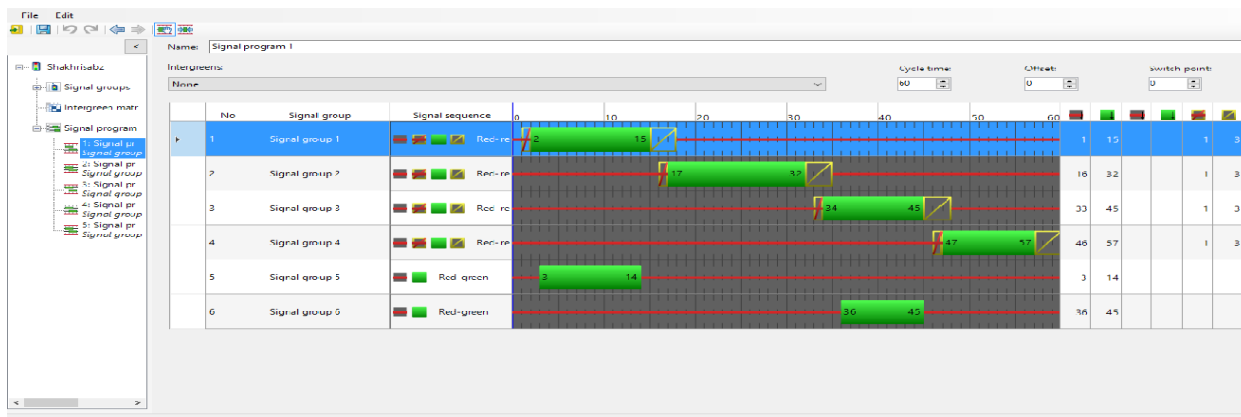 File Edit
<
Name: Signal program 1
Shakhrisabz
Signal groups
Intergreen matr
Signal program
1: Signal pr
Signal group
2: Signal pr
Signal group
3: Signal pr
Signal group
4: Signal pr
Signal group
5: Signal pr
Signal group
Intergreens: Cycle time: Offset: Switch point:
None 60 0 0
No Signal group Signal sequence 0 10 20 30 40 50 60
1 Signal group 1 Red-re 2 15 1 15 1 3
2 Signal group 2 Red-re 17 32 16 32 1 3
3 Signal group 3 Red-re 34 45 33 45 1 3
4 Signal group 4 Red-re 47 57 46 57 1 3
5 Signal group 5 Red-green 3 14 3 14
6 Signal group 6 Red-green 36 45 36 45
< >